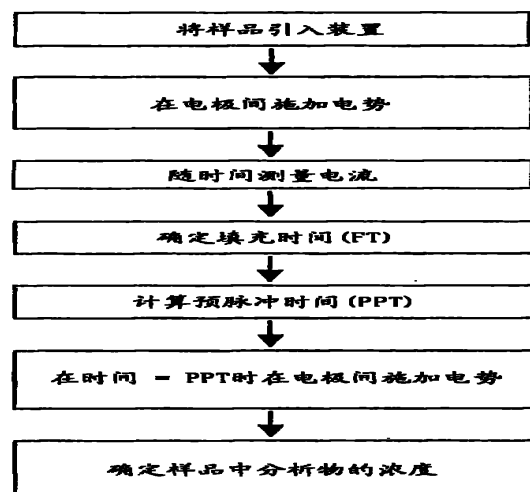 将样品引入装置
在电极间施加电势
随时间测量电流
确定填充时间(FT)
计算预脉冲时间(PPT)
在时间 = PPT时在电极间施加电势
确定样品中分析物的浓度